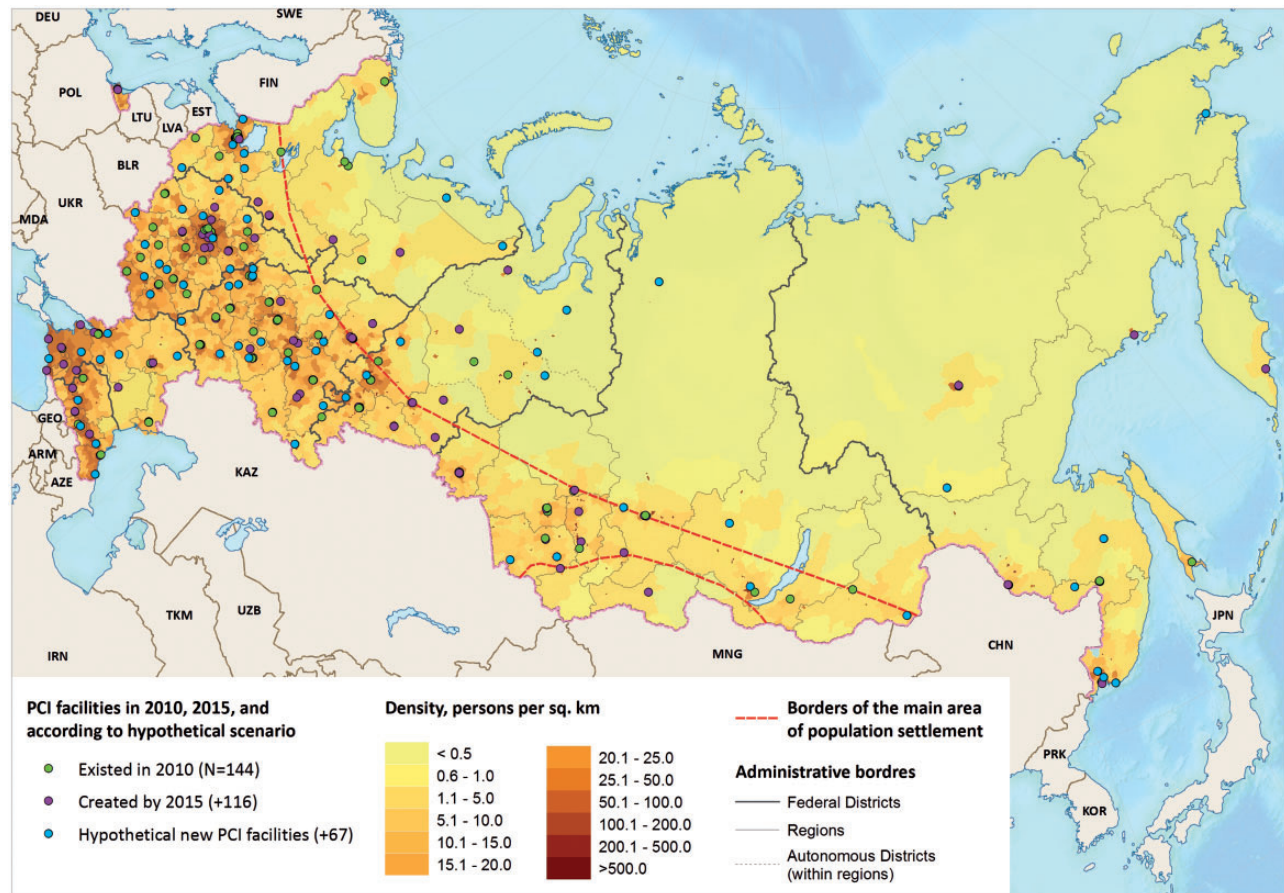 DEU
SWE
POL
FIN
EST
LTU
LVA
BLR
UKR
MDA
GEO
ARM
AZE
KAZ
TKM
UZB
IRN
MNG
CHN
JPN
PRK
KOR
PCI facilities in 2010, 2015, and
according to hypothetical scenario
Existed in 2010 (N=144)
Created by 2015 (+116)
Hypothetical new PCI facilities (+67)
Density, persons per sq. km
< 0.5
0.6 - 1.0
1.1 - 5.0
5.1 - 10.0
10.1 - 15.0
15.1 - 20.0
20.1 - 25.0
25.1 - 50.0
50.1 - 100.0
100.1 - 200.0
200.1 - 500.0
>500.0
Borders of the main area
of population settlement
Administrative bordres
Federal Districts
Regions
Autonomous Districts
(within regions)